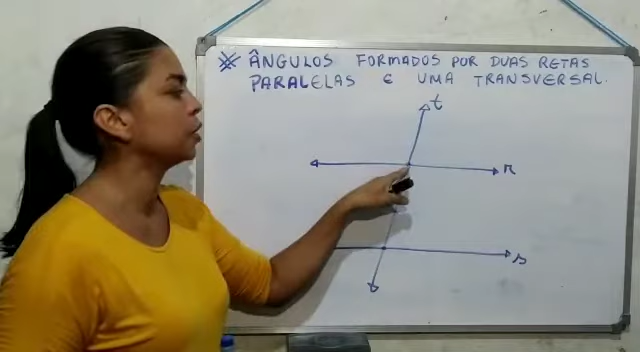 * ÂNGULOS FORMADOS POR DUAS RETAS
PARALELAS E UMA TRANSVERSAL.
t
r
s